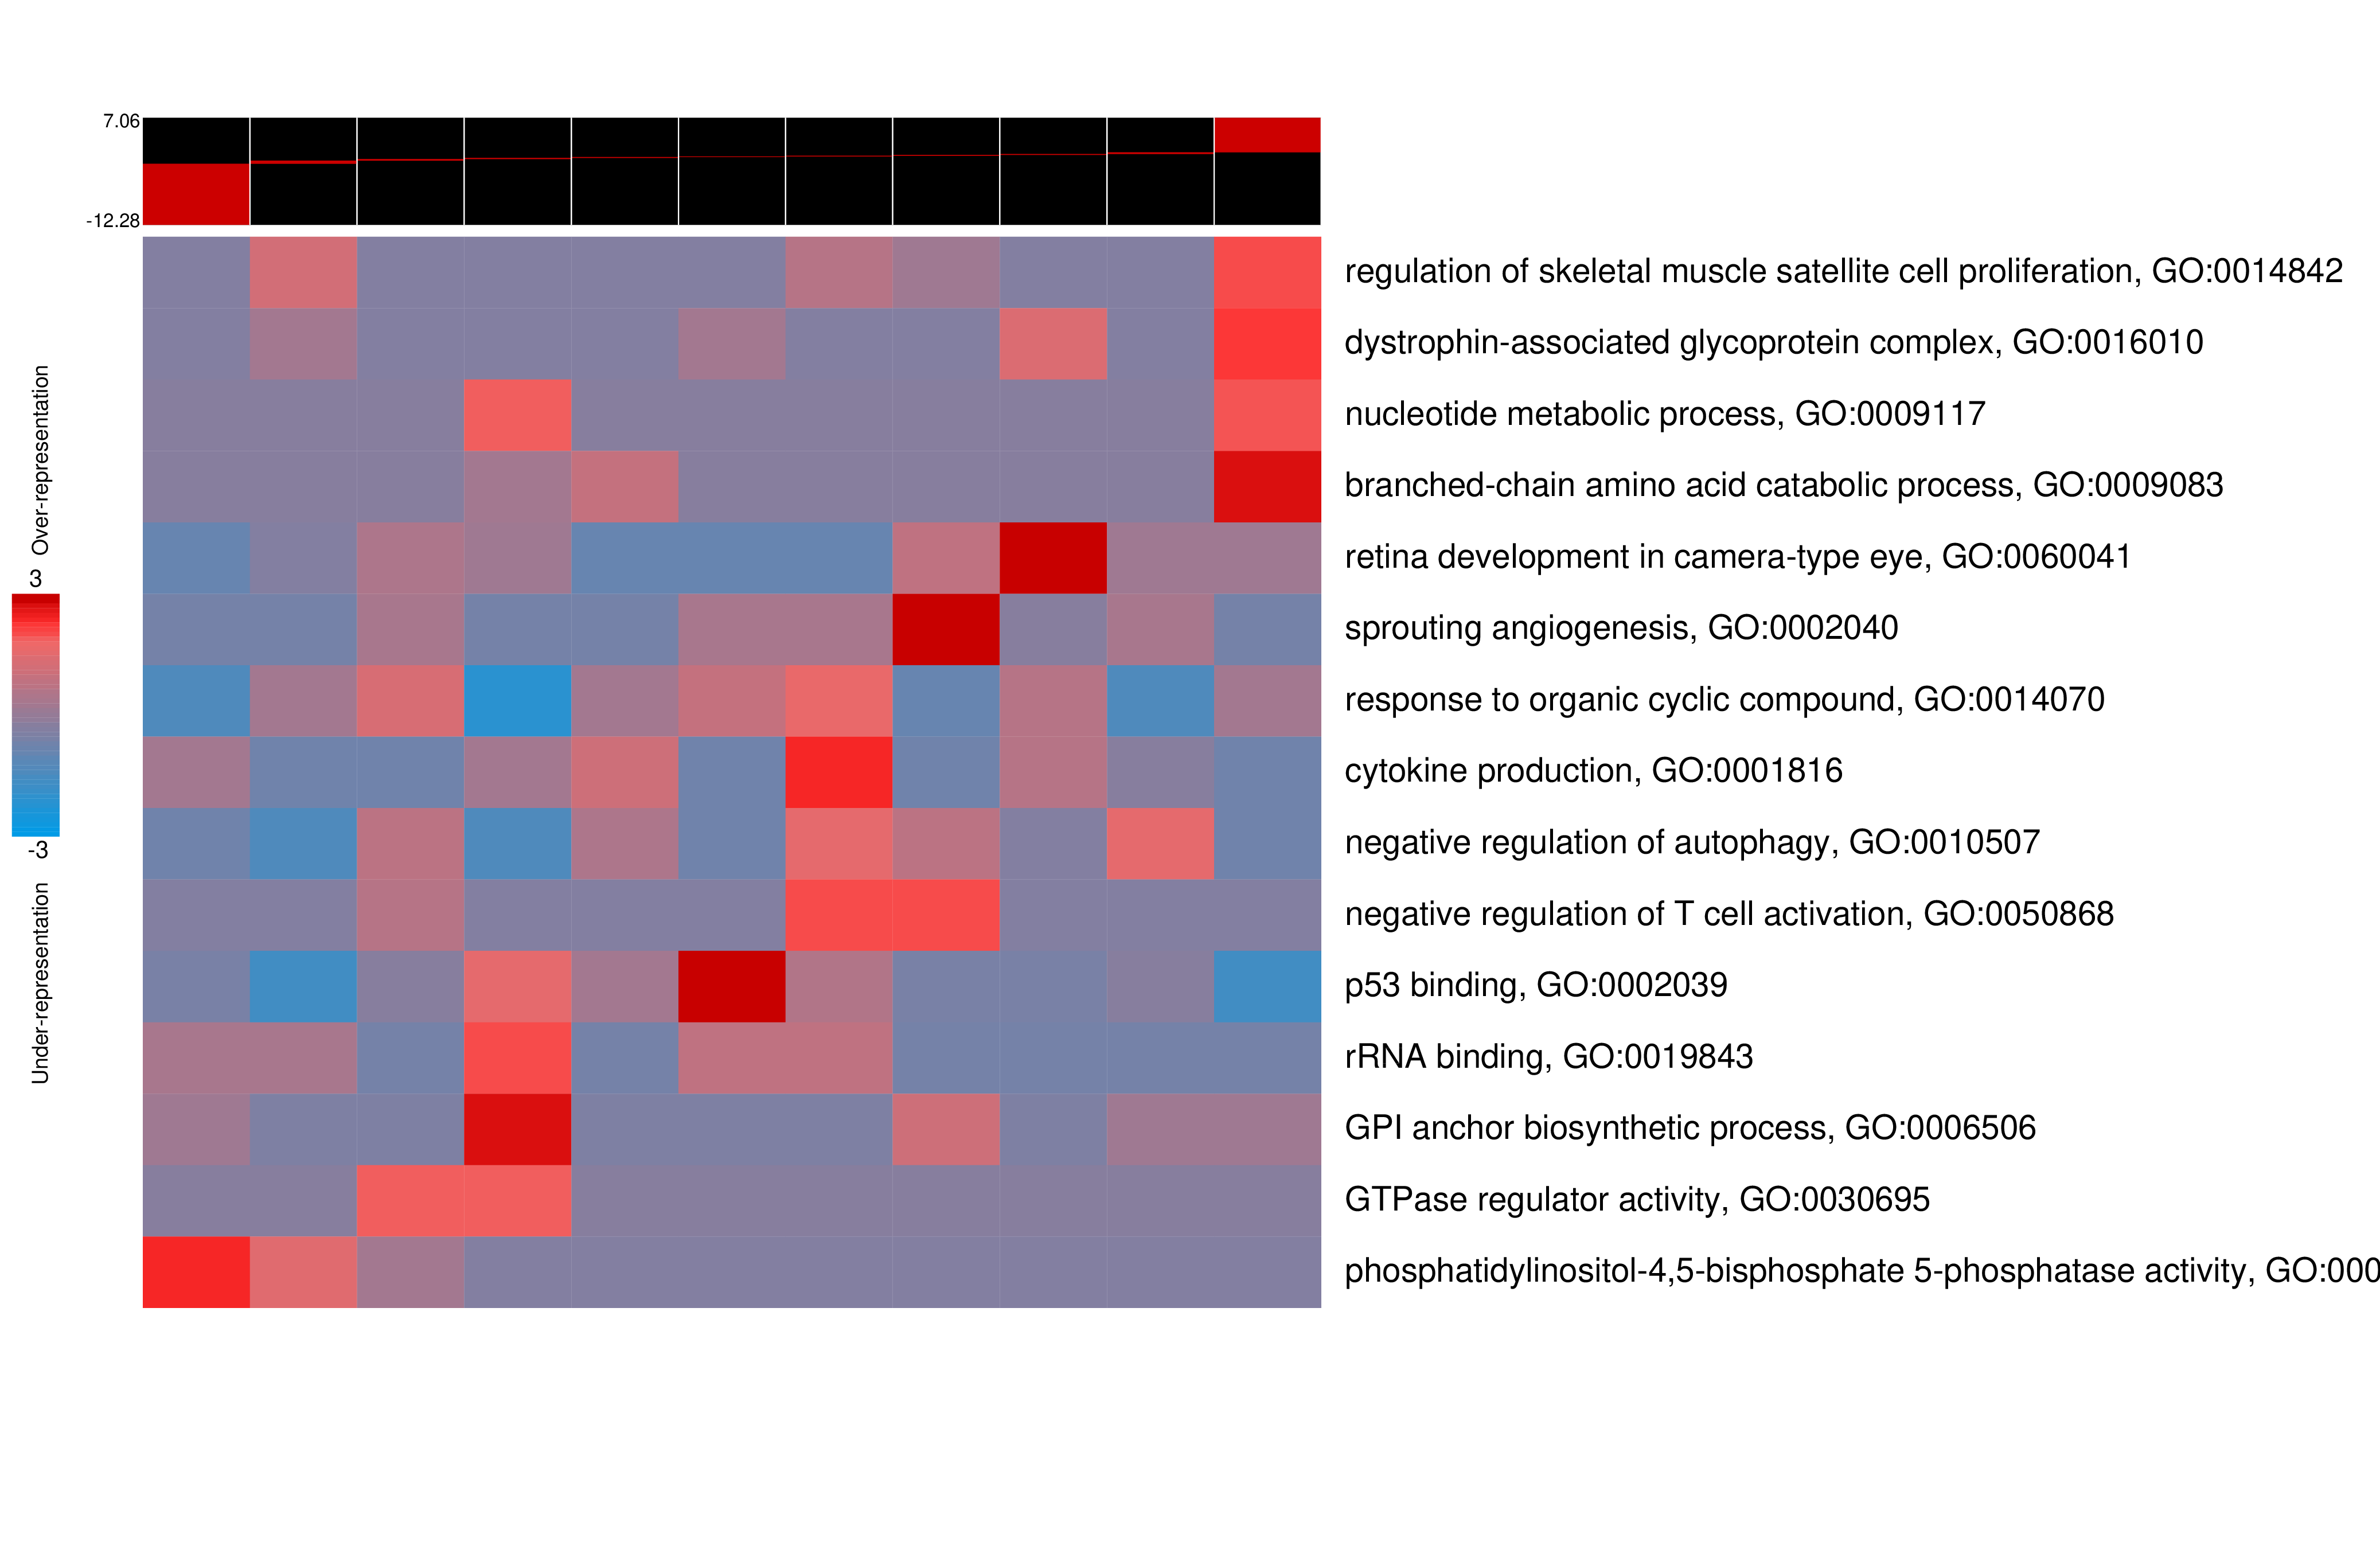 7.06
-12.28
regulation of skeletal muscle satellite cell proliferation, GO:0014842
dystrophin-associated glycoprotein complex, GO:0016010
nucleotide metabolic process, GO:0009117
branched-chain amino acid catabolic process, GO:0009083
retina development in camera-type eye, GO:0060041
sprouting angiogenesis, GO:0002040
response to organic cyclic compound, GO:0014070
cytokine production, GO:0001816
negative regulation of autophagy, GO:0010507
negative regulation of T cell activation, GO:0050868
p53 binding, GO:0002039
rRNA binding, GO:0019843
GPI anchor biosynthetic process, GO:0006506
GTPase regulator activity, GO:0030695
phosphatidylinositol-4,5-bisphosphate 5-phosphatase activity, GO:000
Over-representation
3
-3
Under-representation